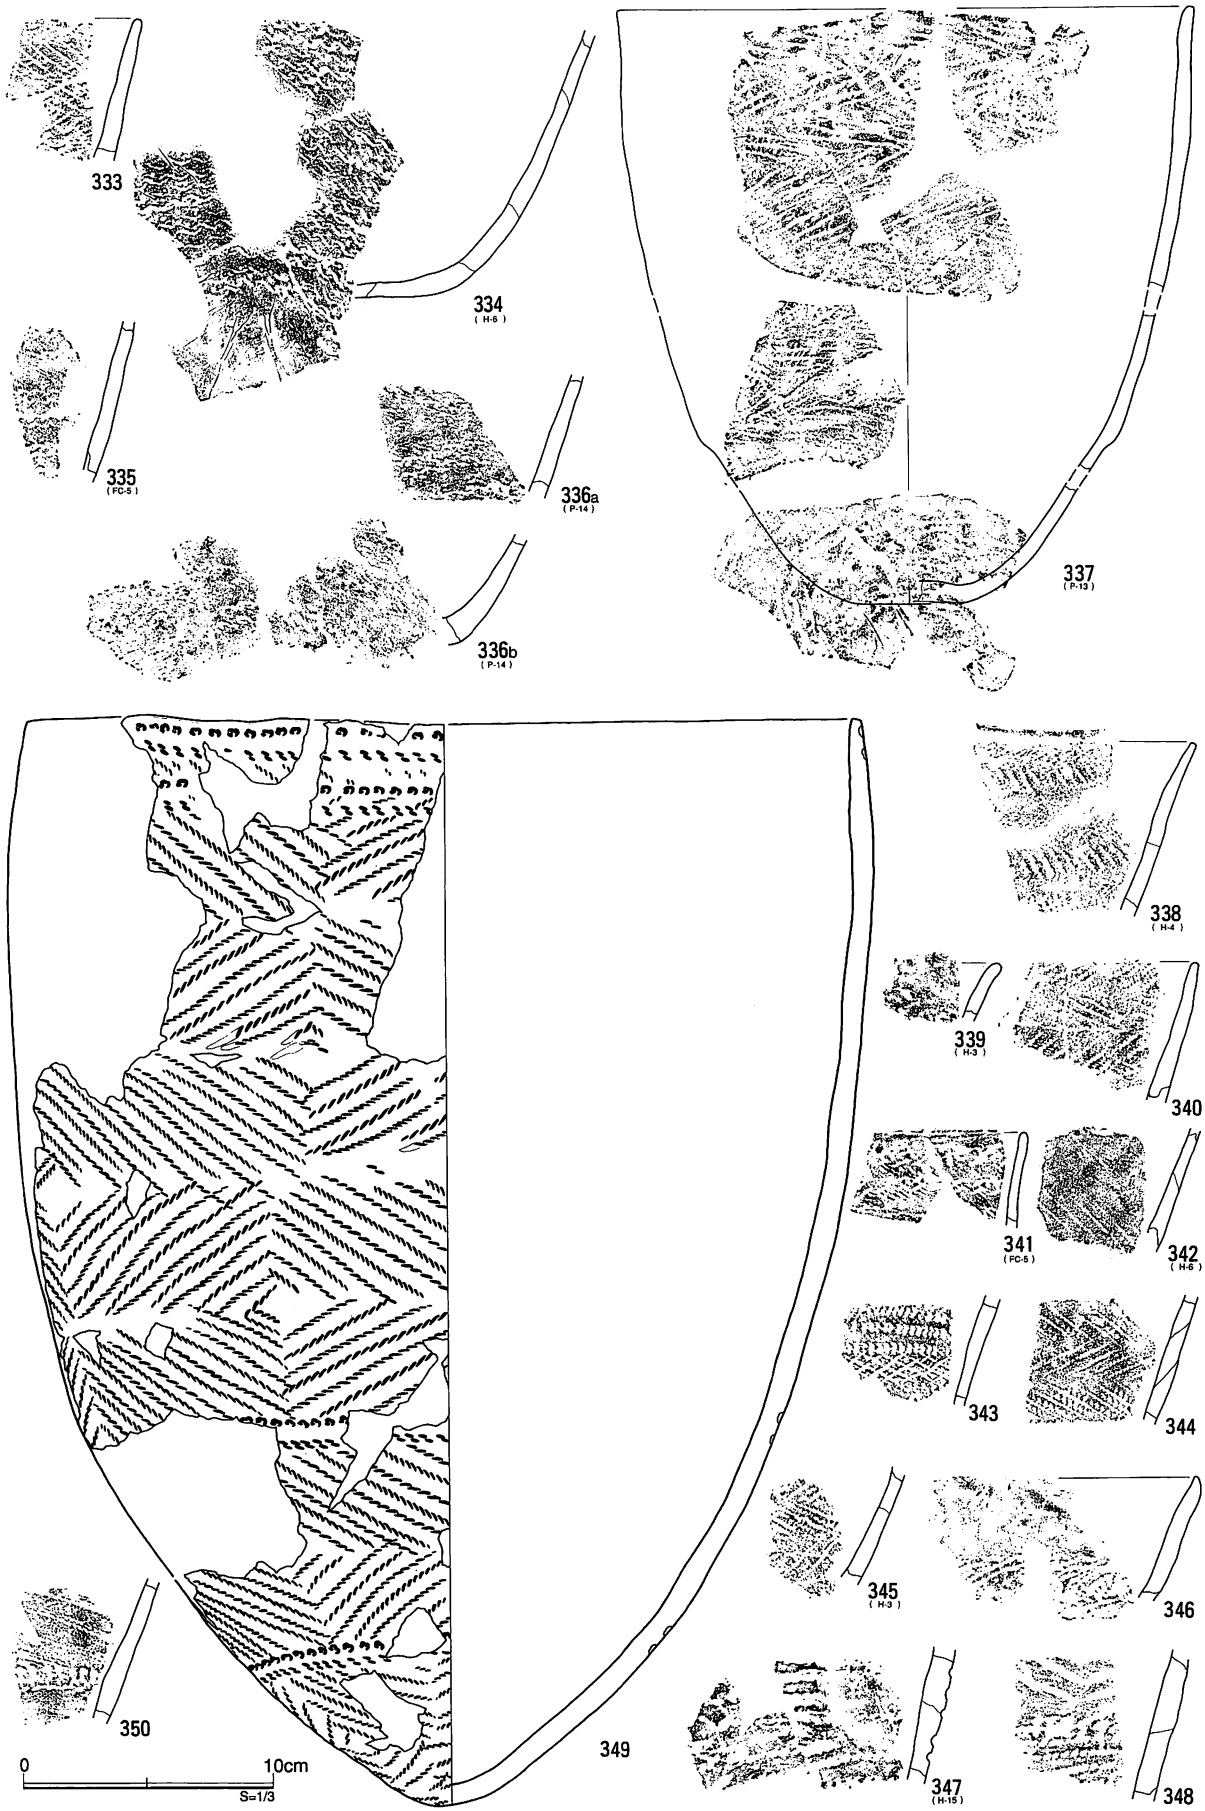 333
334
( H-6 )
335
(FC-5)
336a
( P-14 )
336b
( P-14 )
337
( P-13 )
338
( H-4 )
339
( H-3 )
340
341
(FC-5)
342
( H-6 )
343
344
345
( H-3 )
346
347
( H-15 )
348
349
350
0 10cm
S=1/3